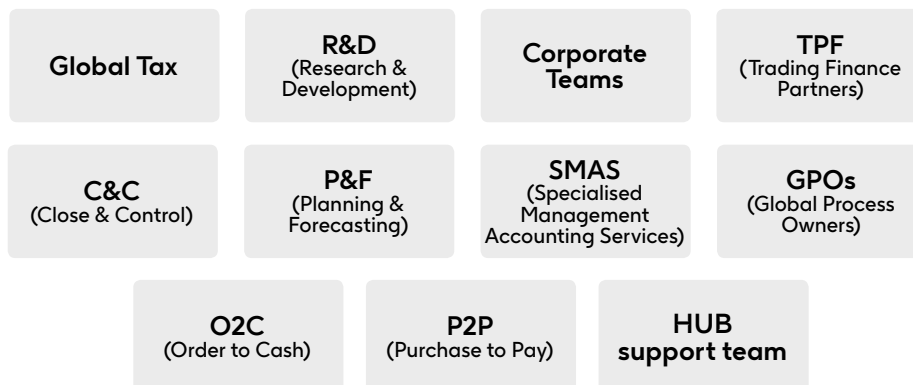 Global Tax
R&D
(Research &
Development)
Corporate
Teams
TPF
(Trading Finance
Partners)
C&C
(Close & Control)
P&F
(Planning &
Forecasting)
SMAS
(Specialised
Management
Accounting Services)
GPOs
(Global Process
Owners)
O2C
(Order to Cash)
P2P
(Purchase to Pay)
HUB
support team